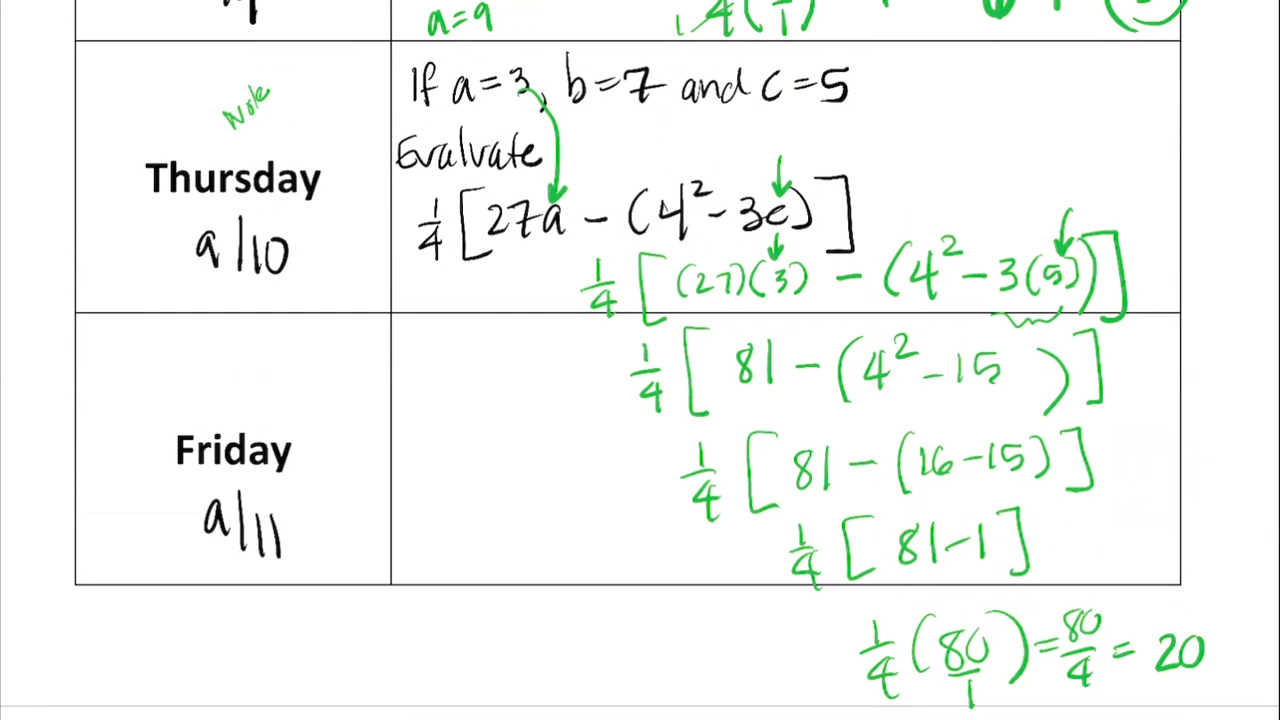 a=9
Note
Thursday
9/10
If a=3, b=7 and c=5
Evaluate
1/4 [27a - (4² - 3c)]
1/4 [(27)(3) - (4² - 3(5))]
1/4 [81 - (4² - 15)]
Friday
9/11
1/4 [81 - (16 - 15)]
1/4 [81 - 1]
1/4 (80/1) = 80/4 = 20